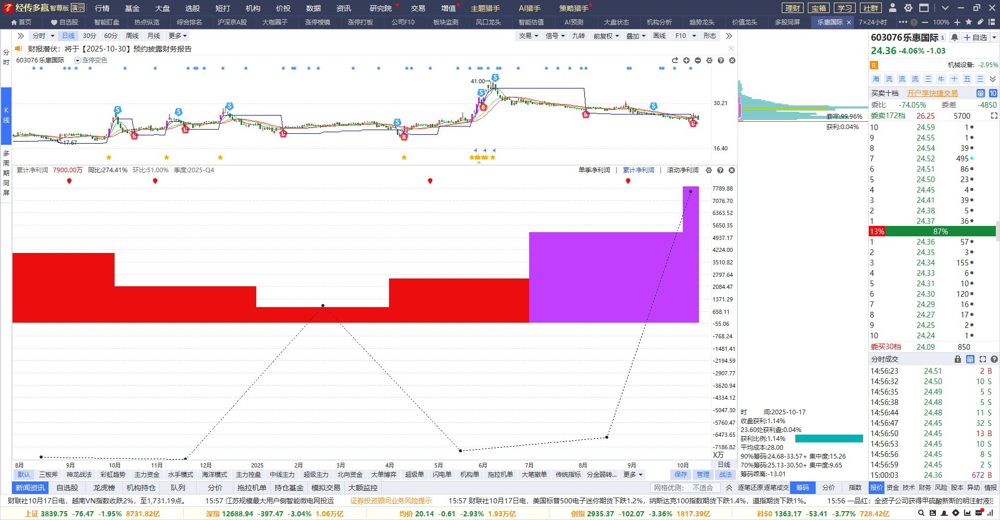 经传多赢 智尊版 演示 行情 基金 大盘 选股 短打 机构 价投 数据 资讯 研究院 交易 增值 主题猎手 AI猎手 策略猎手 理财 宝箱 学习 社群
首页 自选股 智能盯盘 热点纵览 综合排名 沪深京A股 大咖圈子 涨停棱镜 涨停打板 公司F10 板块监测 风口龙头 智能估值 AI预测 大盘状态 机构分析 趋势龙头 价值龙头 多股同屏 乐惠国际 7×24小时 100%
分时 K线 多周期同屏
分时 日线 30分 60分 周线 月线 更多 交易 信号 九转 前复权 叠加 画线 F10 形态
财报潜伏：将于【2025-10-30】预约披露财务报告
603076 乐惠国际 涨停变色
41.00
17.67
30.21
16.40
累计净利润 7900.00万 同比:274.41% 环比:51.00% 季度:2025-Q4 单季净利润 | 累计净利润 | 滚动净利润
7789.88
7076.70
6363.52
5650.35
4937.17
4224.00
3510.82
2797.64
2084.47
1371.29
658.11
-55.06
-768.24
-1481.41
-2194.59
-2907.77
-3620.94
-4334.12
-5047.30
-5760.47
-6473.65
-7186.82
X万
8月 9月 10月 11月 12月 2025 2月 3月 4月 5月 6月 7月 8月 9月 10月 日线
默认 三板斧 神龙战法 彩虹趋势 主力资金 水手模式 海洋模式 主力控盘 中线主力 超级主力 北向资金 大单博弈 超级单 闪电单 机构单 拖拉机单 大笔撤单 传统指标 分金弱转... 更多 保存 管理 战法
新闻资讯 自选股 龙虎榜 机构持仓 队列 分价 拖拉机单 持仓基金 模拟交易 大额监控 网格优测: 不适合
套牢:99.96%
获利:0.04%
时 间:2025-10-17
收盘获利:1.14%
23.60处获利盘:0.04%
获利比例:1.14%
平均成本:28.00
90%筹码:24.68-33.57+ 集中度:15.26
70%筹码:25.13-30.50+ 集中度:9.65
筹码乖离:-13.01
逐笔还原 逐笔成交 筹码 分价 指数
603076 乐惠国际 自选
24.36 -4.06% -1.03
R 机械设备: -2.95%
海 流 流 流 三 牛 十 五 三
买卖十档 开户享快捷交易 量 10
委比 -74.05% 委差 -4850
委卖172档 26.25 5700
10 24.59 1
9 24.55 1
8 24.54 39
7 24.52 495
6 24.51 86
5 24.50 23
4 24.45 4
3 24.41 39
2 24.38 5
1 24.37 36
13% 87%
1 24.36 57
2 24.35 3
3 24.34 155
4 24.33 6
5 24.31 10
6 24.30 120
7 24.29 16
8 24.27 17
9 24.25 2
10 24.24 1
委买30档 24.09 850
分时成交 量
14:56:23 24.51 2 B
14:56:32 24.50 10 S
14:56:35 24.49 5 S
14:56:38 24.48 5 S
14:56:44 24.48 11 S
14:56:47 24.45 32 S
14:56:50 24.45 13 B
14:56:53 24.45 10 S
14:56:56 24.45 8 S
14:56:59 24.45 2 S
15:00:03 24.36 672 B
报价 资金 技术 财务 风险 股本 异动 情报
财联社10月17日电，越南VN指数收跌2%，至1,731.19点。 15:57 江苏规模最大用户侧智能微电网投运 证券投资顾问业务风险提示 15:57 财联社10月17日电，美国标普500电子迷你期货下跌1.2%，纳斯达克100指数期货下跌1.4%，道指期货下跌1%。 15:56 一品红：全资子公司获得甲硫酸新斯的明注射液
上证 3839.75 -76.47 -1.95% 8731.82亿 深指 12688.94 -397.47 -3.04% 1.06万亿 均价 20.14 -0.61 -2.93% 1.93万亿 创指 2935.37 -102.07 -3.36% 1817.39亿 科50 1363.17 -53.41 -3.77% 728.42亿